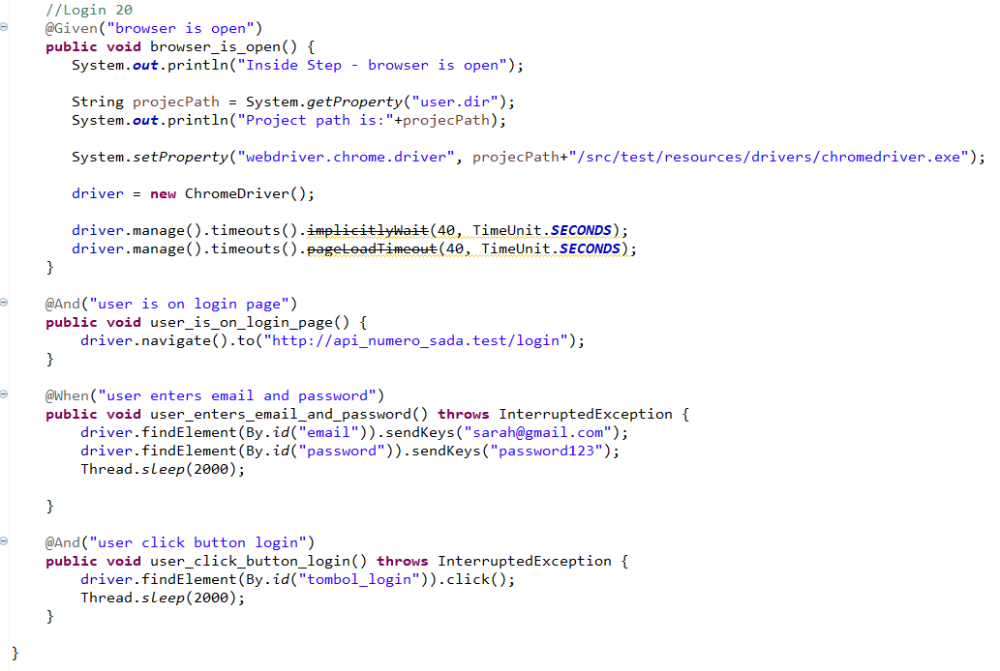 //Login 20
@Given("browser is open")
public void browser_is_open() {
System.out.println("Inside Step - browser is open");
String projecPath = System.getProperty("user.dir");
System.out.println("Project path is:"+projecPath);
System.setProperty("webdriver.chrome.driver", projecPath+"/src/test/resources/drivers/chromedriver.exe");
driver = new ChromeDriver();
driver.manage().timeouts().implicitlyWait(40, TimeUnit.SECONDS);
driver.manage().timeouts().pageLoadTimeout(40, TimeUnit.SECONDS);
}
@And("user is on login page")
public void user_is_on_login_page() {
driver.navigate().to("http://api_numero_sada.test/login");
}
@When("user enters email and password")
public void user_enters_email_and_password() throws InterruptedException {
driver.findElement(By.id("email")).sendKeys("sarah@gmail.com");
driver.findElement(By.id("password")).sendKeys("password123");
Thread.sleep(2000);
}
@And("user click button login")
public void user_click_button_login() throws InterruptedException {
driver.findElement(By.id("tombol_login")).click();
Thread.sleep(2000);
}
}